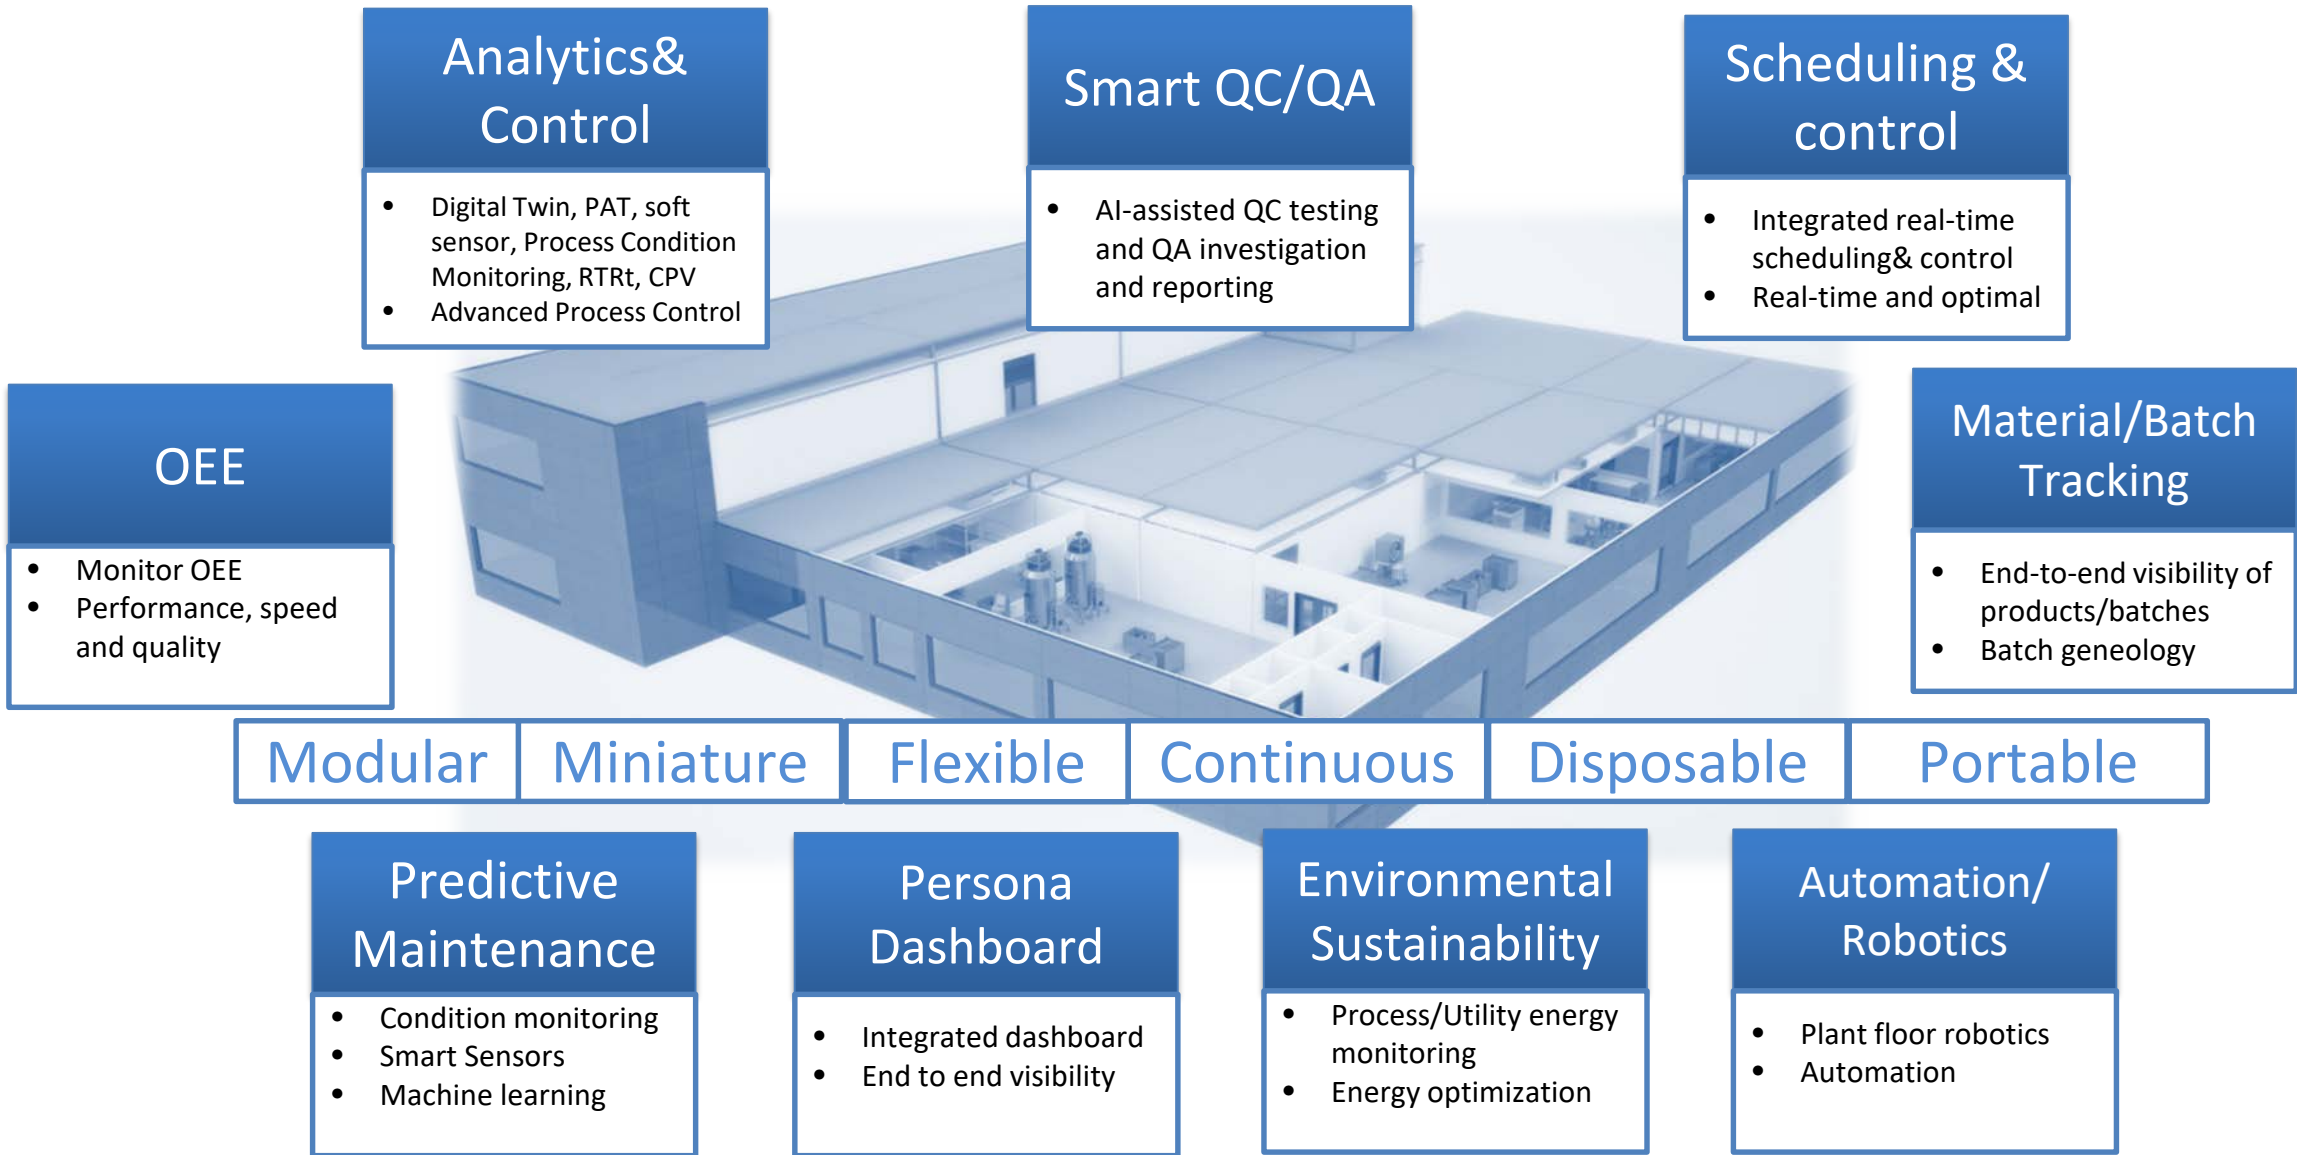 Analytics&
Control
• Digital Twin, PAT, soft
sensor, Process Condition
Monitoring, RTRt, CPV
• Advanced Process Control
Smart QC/QA
• AI-assisted QC testing
and QA investigation
and reporting
Scheduling &
control
• Integrated real-time
scheduling& control
• Real-time and optimal
OEE
• Monitor OEE
• Performance, speed
and quality
Material/Batch
Tracking
• End-to-end visibility of
products/batches
• Batch geneology
Modular
Miniature
Flexible
Continuous
Disposable
Portable
Predictive
Maintenance
• Condition monitoring
• Smart Sensors
• Machine learning
Persona
Dashboard
• Integrated dashboard
• End to end visibility
Environmental
Sustainability
• Process/Utility energy
monitoring
• Energy optimization
Automation/
Robotics
• Plant floor robotics
• Automation